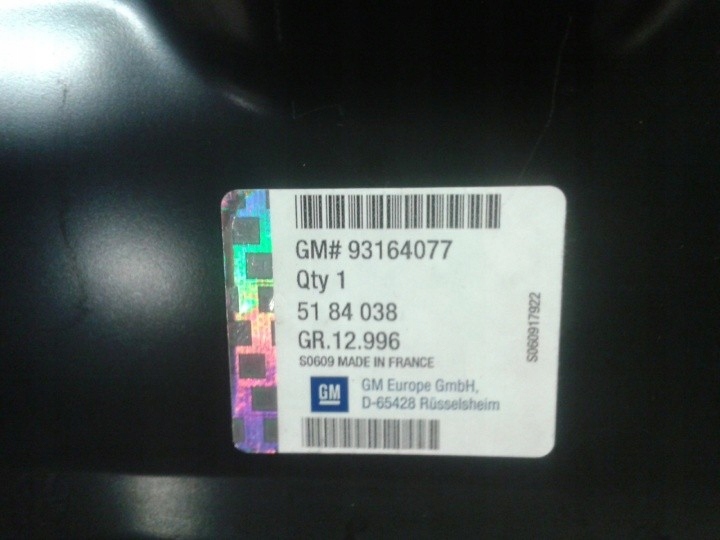 GM# 93164077
Qty 1
51 84 038
GR.12.996
S0609 MADE IN FRANCE
GM
GM Europe GmbH,
D-65428 Rüsselsheim
S060917922